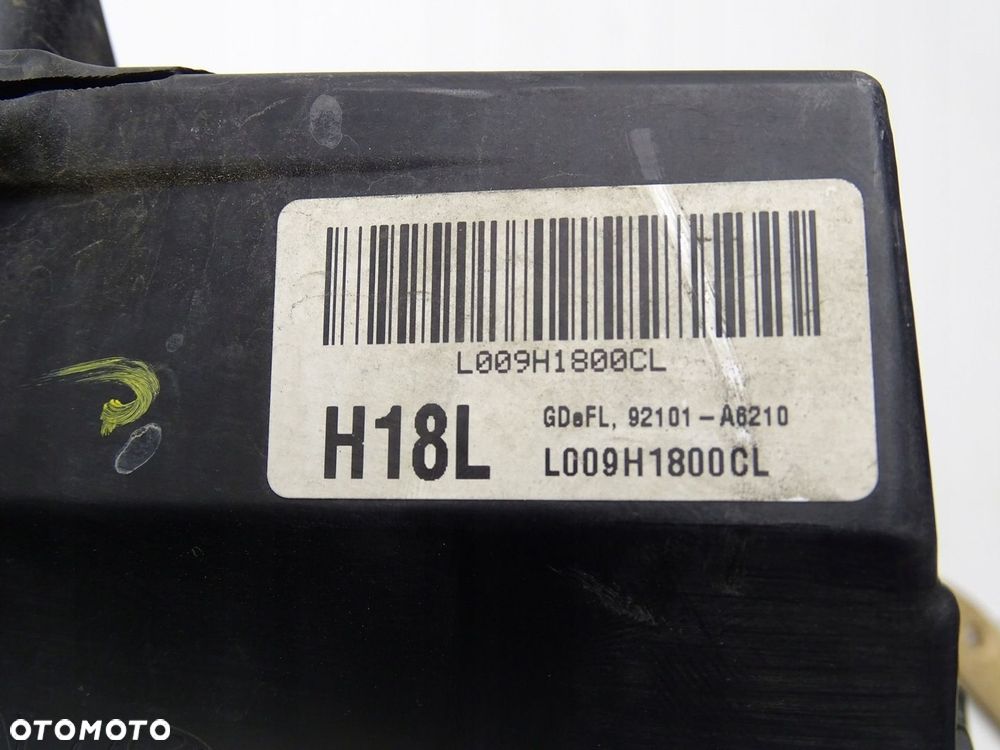 L009H1800CL
H18L
GDeFL, 92101-A6210
L009H1800CL
OTOMOTO